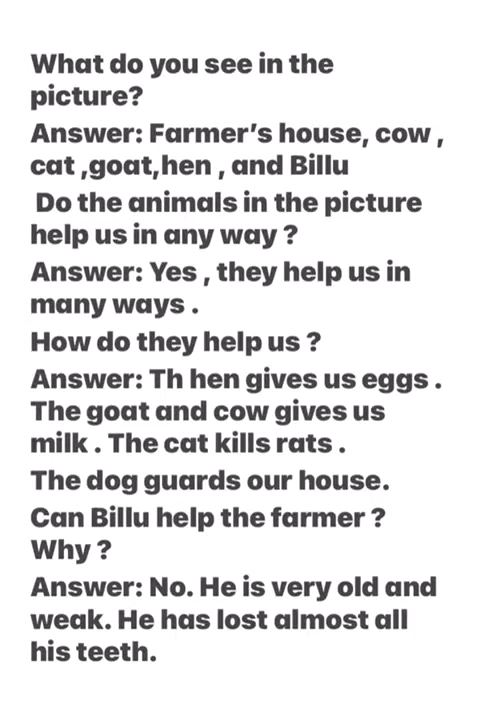 What do you see in the
picture?
Answer: Farmer's house, cow ,
cat ,goat,hen , and Billu
Do the animals in the picture
help us in any way ?
Answer: Yes , they help us in
many ways .
How do they help us ?
Answer: Th hen gives us eggs .
The goat and cow gives us
milk . The cat kills rats .
The dog guards our house.
Can Billu help the farmer ?
Why ?
Answer: No. He is very old and
weak. He has lost almost all
his teeth.